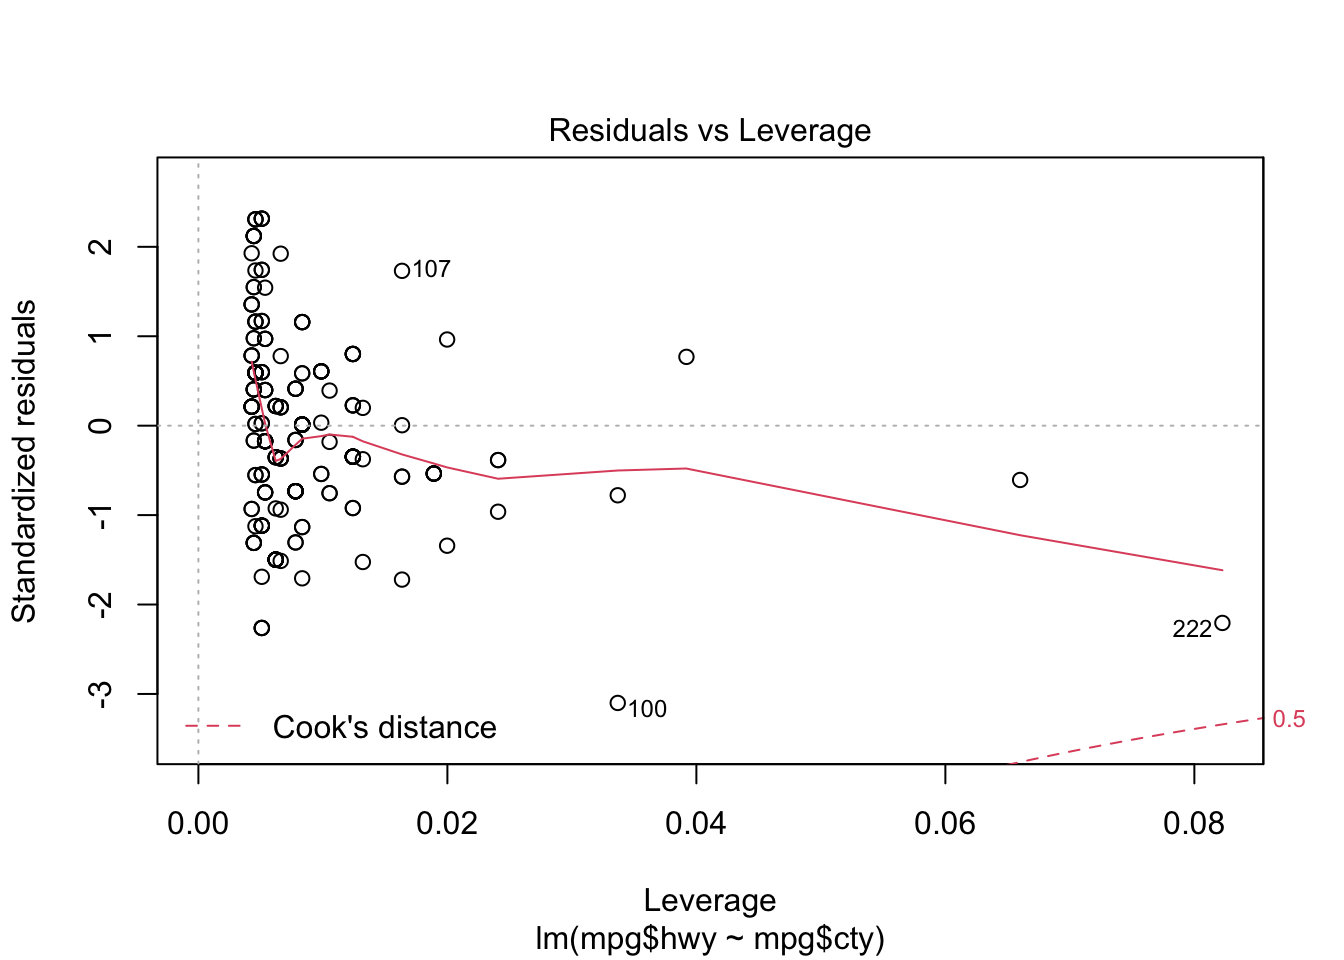 Residuals vs Leverage
Standardized residuals
2
1
0
-1
-2
-3
107
222
100
Cook's distance
0.5
0.00 0.02 0.04 0.06 0.08
Leverage
lm(mpg$hwy ~ mpg$cty)